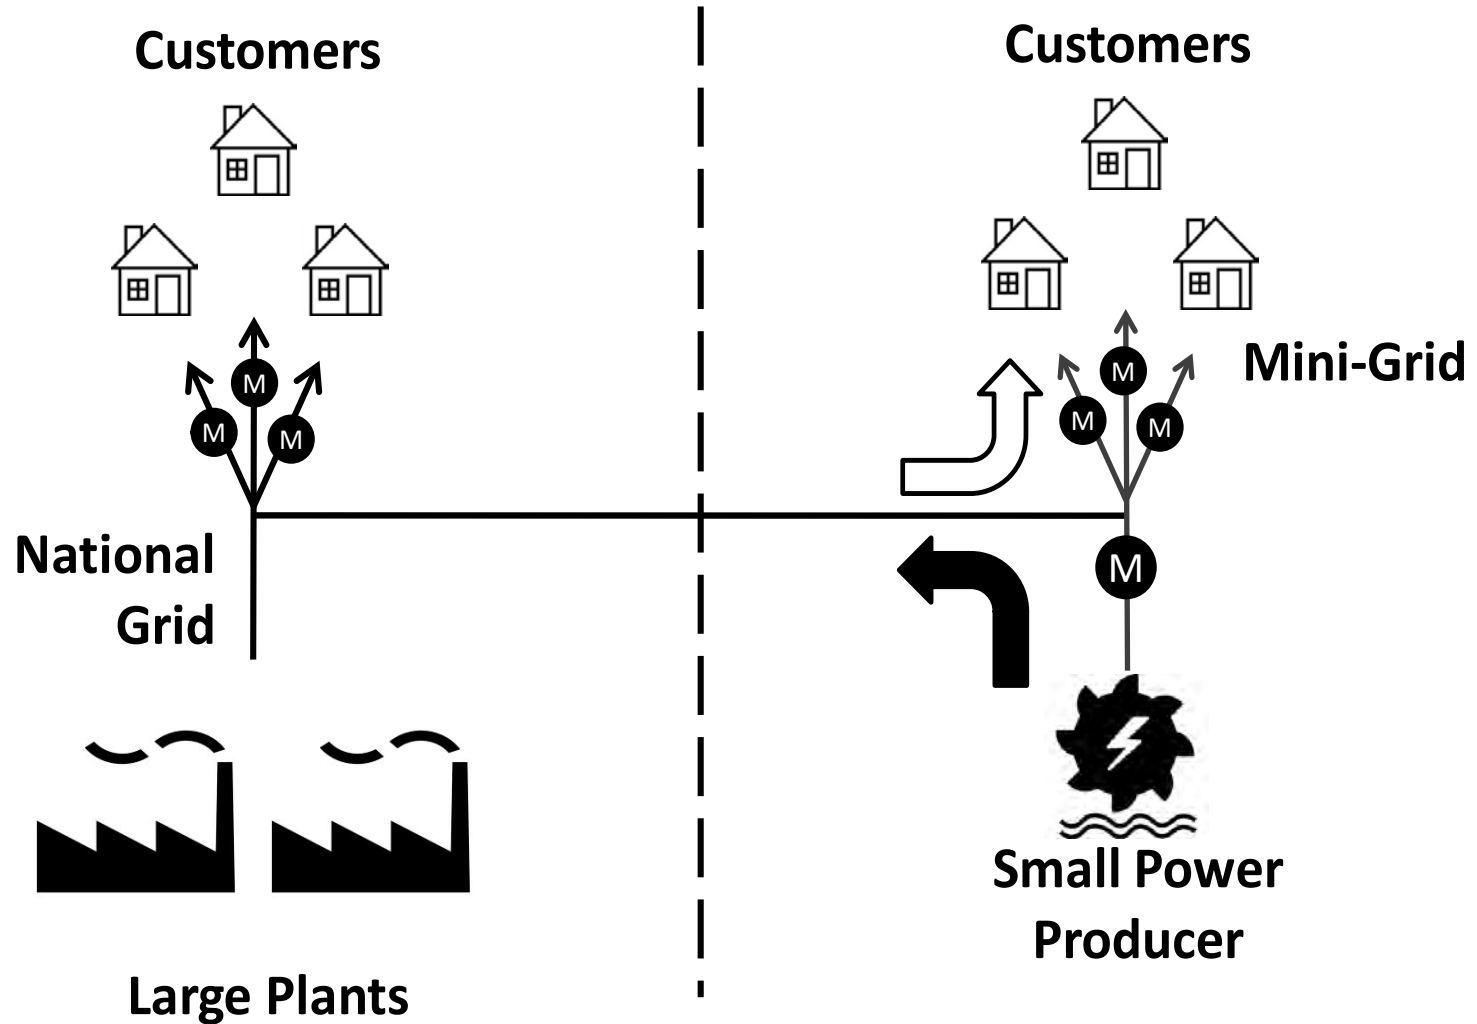 Customers
M
M
M
National
Grid
Large Plants
Customers
Mini-Grid
M
M
M
M
Small Power
Producer